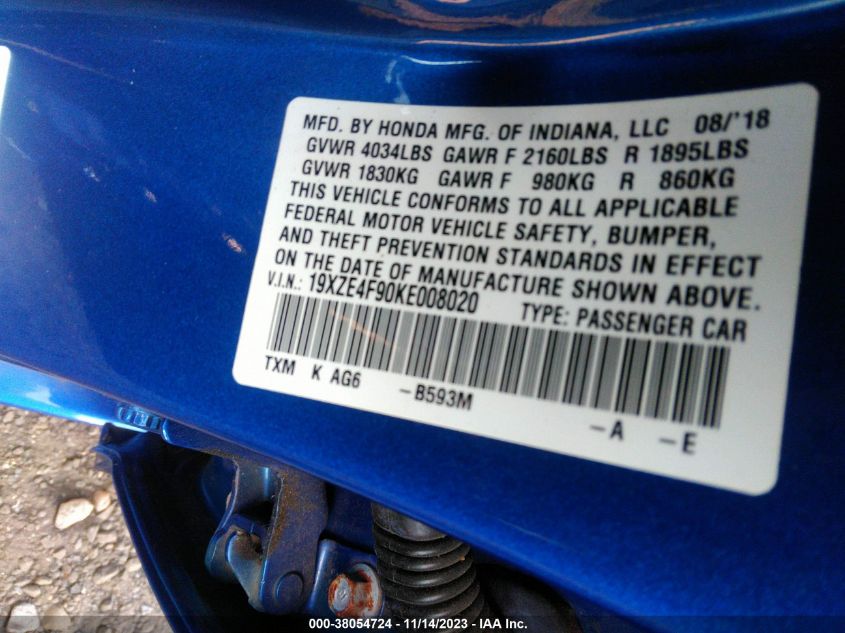 MFD. BY HONDA MFG. OF INDIANA, LLC 08/'18
GVWR 4034LBS GAWR F 2160LBS R 1895LBS
GVWR 1830KG GAWR F 980KG R 860KG
THIS VEHICLE CONFORMS TO ALL APPLICABLE
FEDERAL MOTOR VEHICLE SAFETY, BUMPER,
AND THEFT PREVENTION STANDARDS IN EFFECT
ON THE DATE OF MANUFACTURE SHOWN ABOVE.
V.I.N.: 19XZE4F90KE008020 TYPE: PASSENGER CAR
TXM K AG6 -B593M -A -E
000-38054724 - 11/14/2023 - IAA Inc.